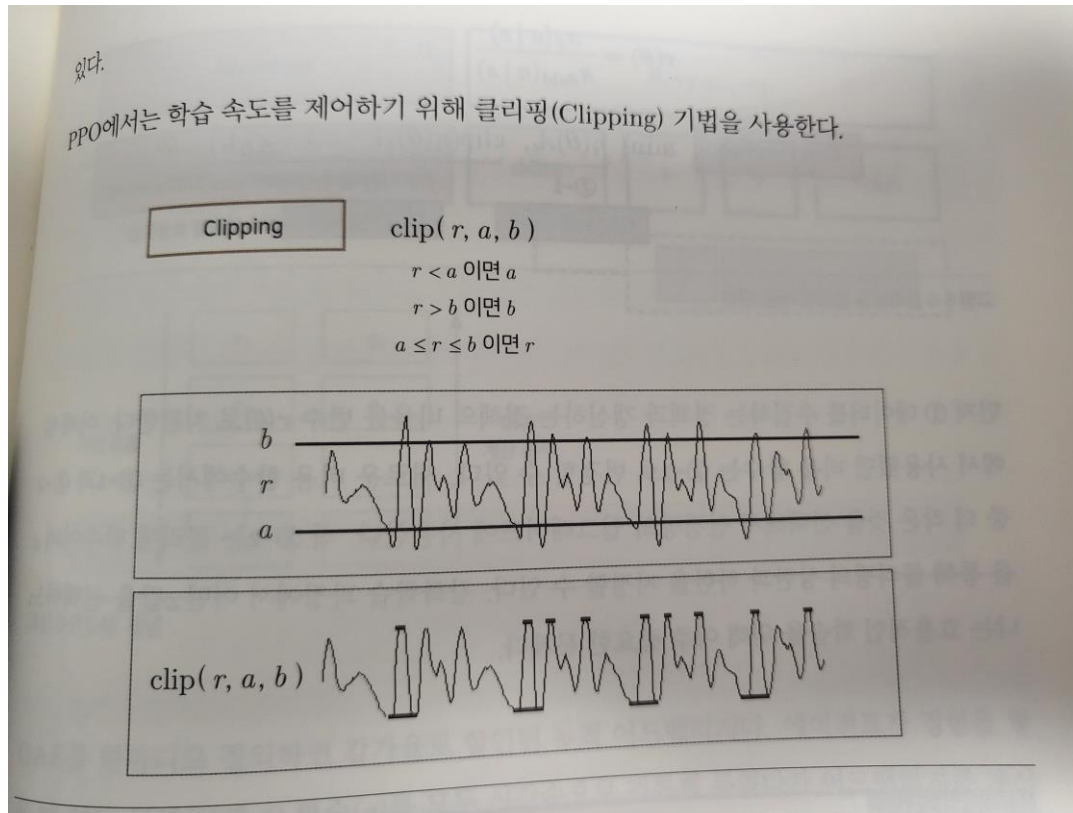 있다.
PPO에서는 학습 속도를 제어하기 위해 클리핑(Clipping) 기법을 사용한다.
Clipping clip( r, a, b )
r < a 이면 a
r > b 이면 b
a ≤ r ≤ b 이면 r
b
r
a
clip( r, a, b )